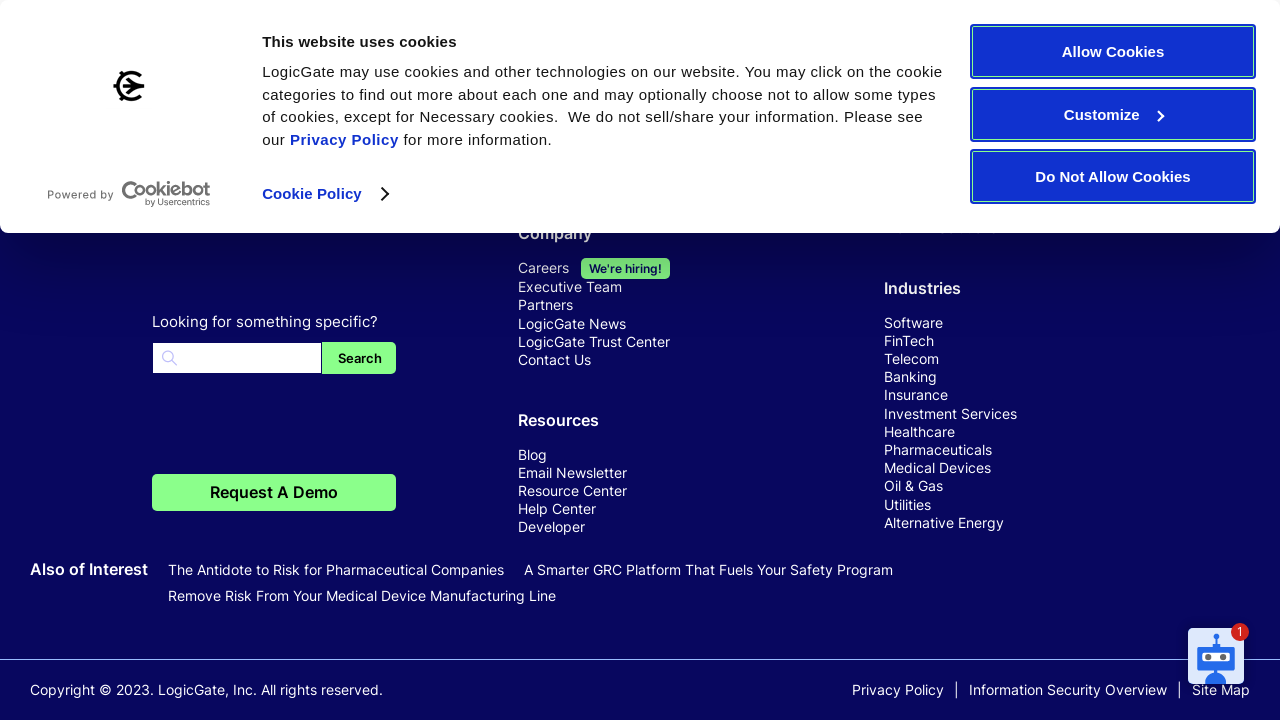 This website uses cookies
LogicGate may use cookies and other technologies on our website. You may click on the cookie
categories to find out more about each one and may optionally choose not to allow some types
of cookies, except for Necessary cookies.  We do not sell/share your information. Please see
our Privacy Policy for more information.
Cookie Policy
Powered by Cookiebot
by Usercentrics
Allow Cookies
Customize
Do Not Allow Cookies
Looking for something specific?
Search
Request A Demo
Company
Careers We're hiring!
Executive Team
Partners
LogicGate News
LogicGate Trust Center
Contact Us
Resources
Blog
Email Newsletter
Resource Center
Help Center
Developer
Industries
Software
FinTech
Telecom
Banking
Insurance
Investment Services
Healthcare
Pharmaceuticals
Medical Devices
Oil & Gas
Utilities
Alternative Energy
Also of Interest The Antidote to Risk for Pharmaceutical Companies A Smarter GRC Platform That Fuels Your Safety Program
Remove Risk From Your Medical Device Manufacturing Line
1
Copyright © 2023. LogicGate, Inc. All rights reserved.
Privacy Policy | Information Security Overview | Site Map